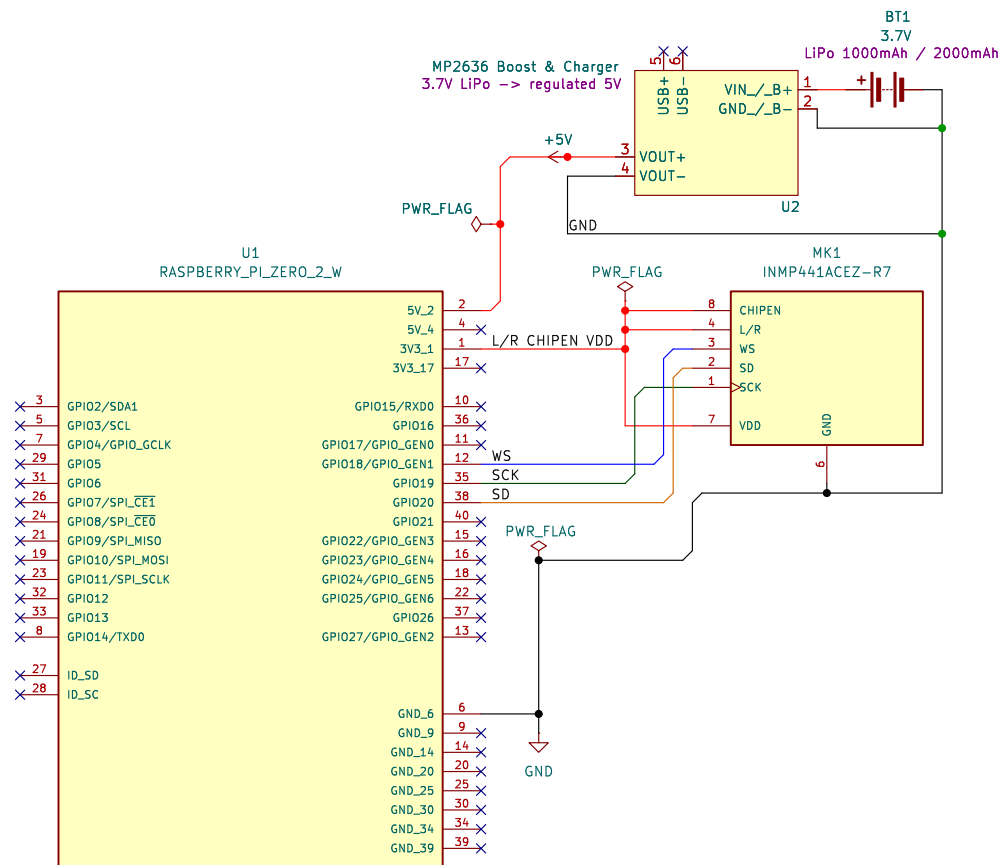 BT1
3.7V
LiPo 1000mAh / 2000mAh
MP2636 Boost & Charger
3.7V LiPo -> regulated 5V
5
6
USB+
USB-
VIN_/_B+
1
+
GND_/_B-
2
+5V
3
VOUT+
4
VOUT-
U2
PWR_FLAG
GND
U1
RASPBERRY_PI_ZERO_2_W
PWR_FLAG
MK1
INMP441ACEZ-R7
5V_2
2
8
CHIPEN
5V_4
4
4
L/R
3V3_1
1
L/R CHIPEN VDD
3
WS
3V3_17
17
2
SD
1
SCK
3
GPIO2/SDA1
GPIO15/RXD0
10
5
GPIO3/SCL
GPIO16
36
7
VDD
GND
7
GPIO4/GPIO_GCLK
GPIO17/GPIO_GEN0
11
29
GPIO5
GPIO18/GPIO_GEN1
12
WS
6
31
GPIO6
GPIO19
35
SCK
26
GPIO7/SPI_CE1
GPIO20
38
SD
24
GPIO8/SPI_CE0
GPIO21
40
21
GPIO9/SPI_MISO
GPIO22/GPIO_GEN3
15
PWR_FLAG
19
GPIO10/SPI_MOSI
GPIO23/GPIO_GEN4
16
23
GPIO11/SPI_SCLK
GPIO24/GPIO_GEN5
18
32
GPIO12
GPIO25/GPIO_GEN6
22
33
GPIO13
GPIO26
37
8
GPIO14/TXD0
GPIO27/GPIO_GEN2
13
27
ID_SD
28
ID_SC
GND_6
6
GND_9
9
GND_14
14
GND_20
20
GND
GND_25
25
GND_30
30
GND_34
34
GND_39
39